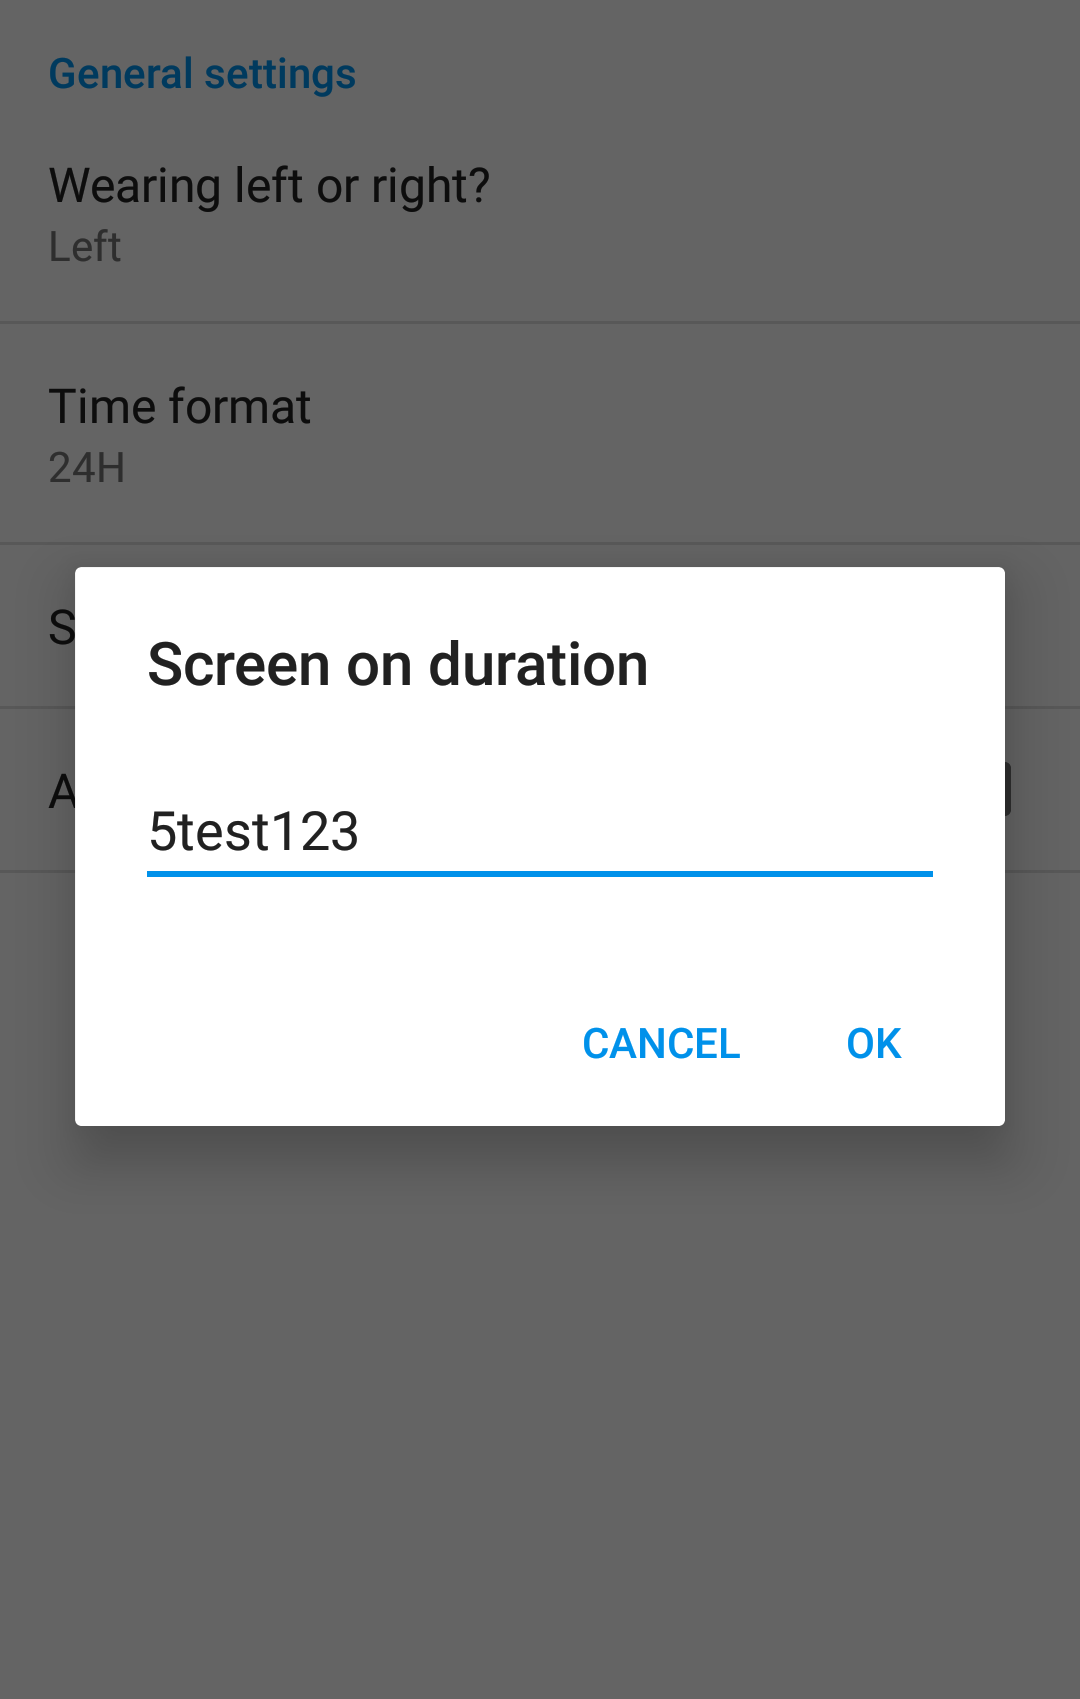 General settings
Wearing left or right?
Left
Time format
24H
S
Screen on duration
A
5test123
CANCEL
OK